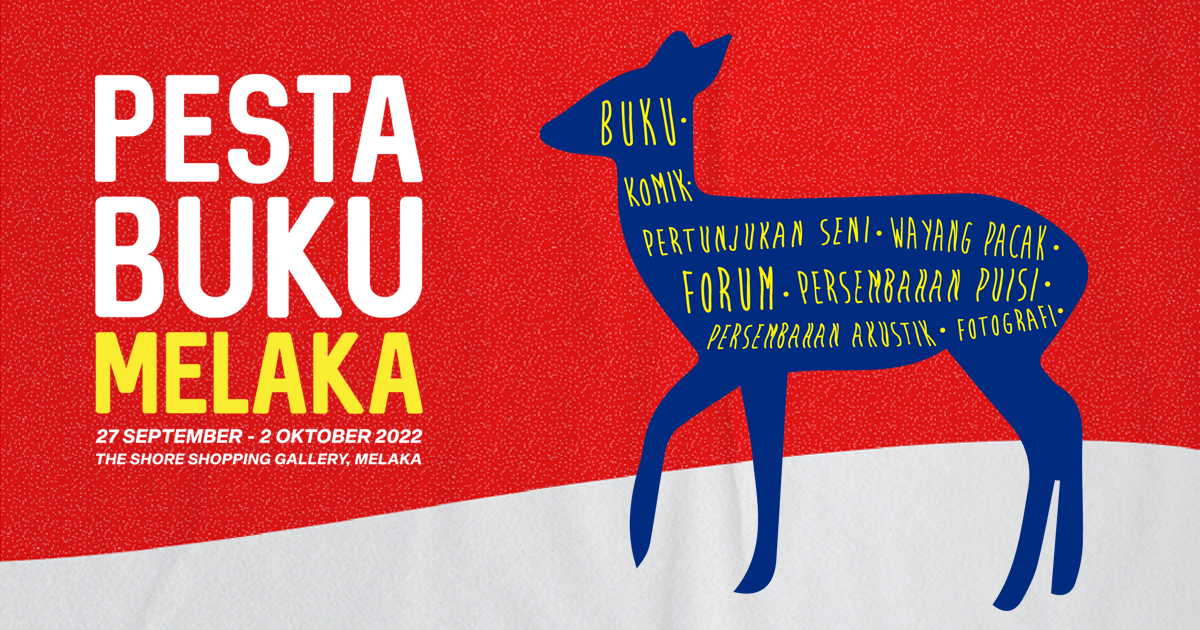 PESTA
BUKU
MELAKA
27 SEPTEMBER - 2 OKTOBER 2022
THE SHORE SHOPPING GALLERY, MELAKA
BUKU•
KOMIK•
PERTUNJUKAN SENI•WAYANG PACAK•
FORUM•PERSEMBAHAN PUISI•
PERSEMBAHAN AKUSTIK•FOTOGRAFI•